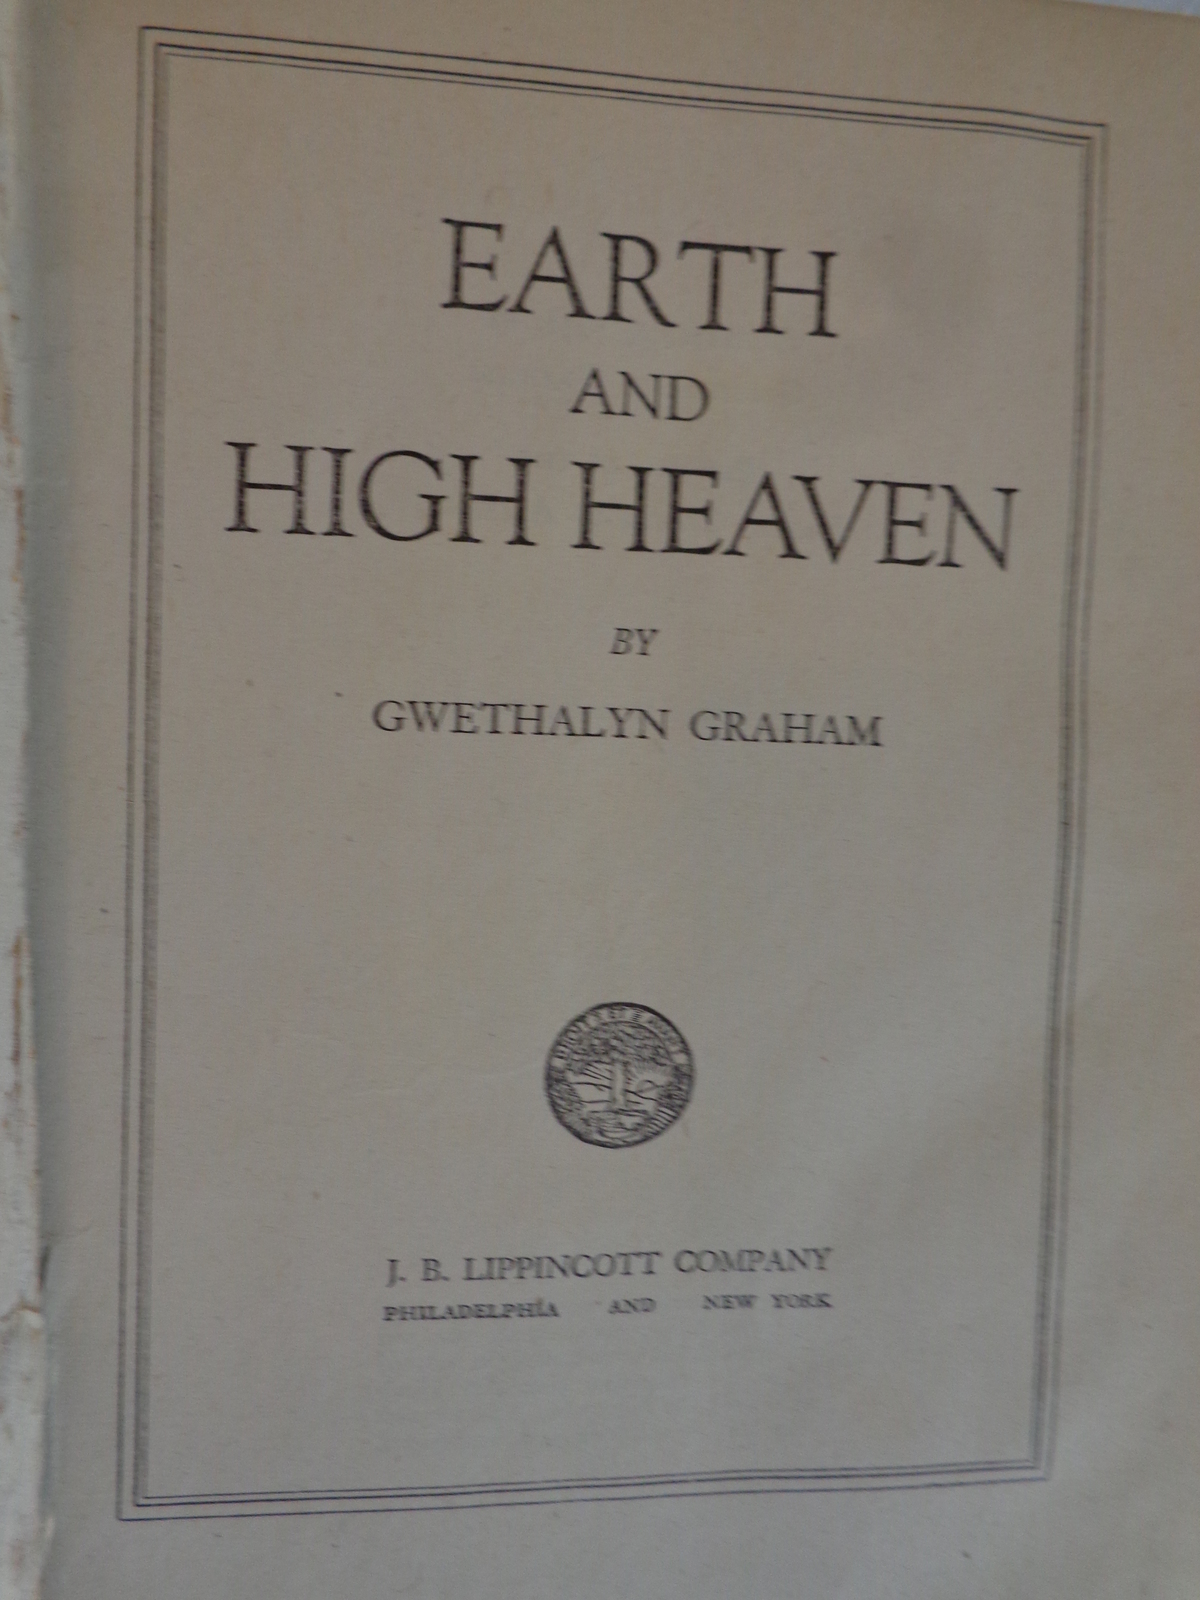 EARTH
AND
HIGH HEAVEN
BY
GWETHALYN GRAHAM
J. B. LIPPINCOTT COMPANY
PHILADELPHIA AND NEW YORK